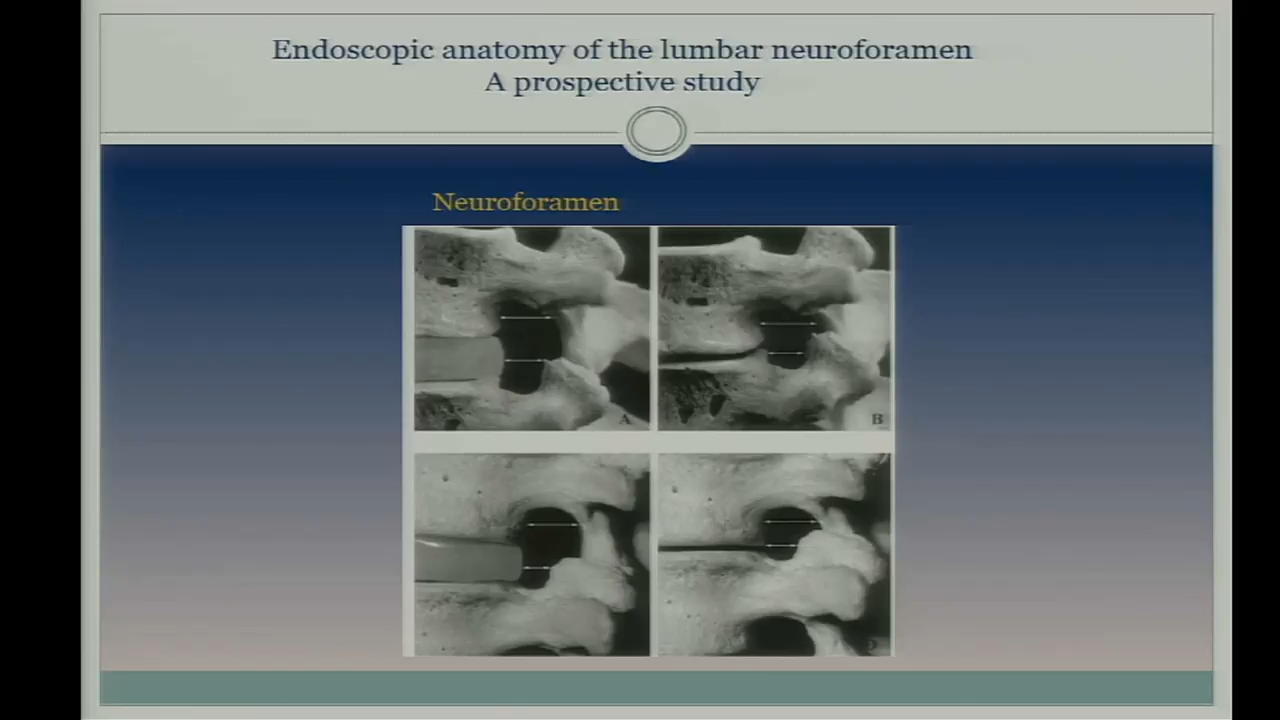 Endoscopic anatomy of the lumbar neuroforamen
A prospective study
Neuroforamen
A
B